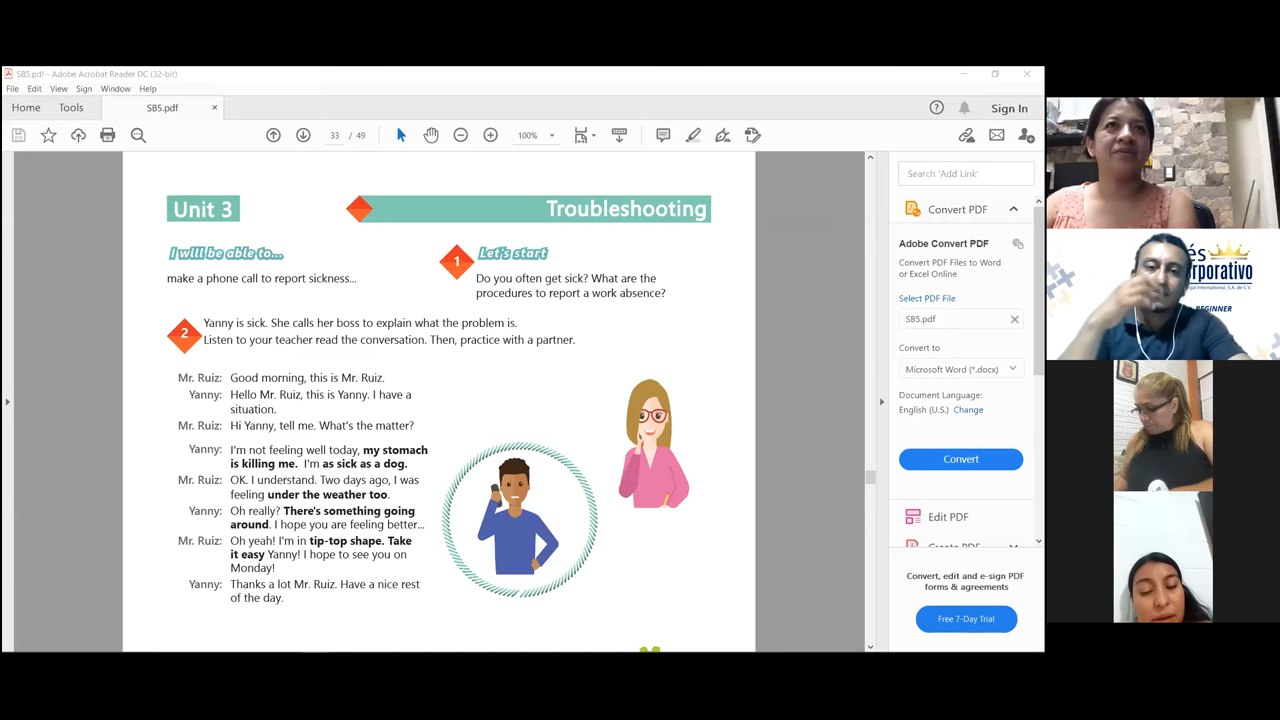 SB5.pdf - Adobe Acrobat Reader DC (32-bit)
File Edit View Sign Window Help
Home Tools SB5.pdf × Sign In
33 / 49 100%
Unit 3 Troubleshooting
I will be able to...
make a phone call to report sickness...
1 Let's start
Do you often get sick? What are the
procedures to report a work absence?
2 Yanny is sick. She calls her boss to explain what the problem is.
Listen to your teacher read the conversation. Then, practice with a partner.
Mr. Ruiz: Good morning, this is Mr. Ruiz.
Yanny: Hello Mr. Ruiz, this is Yanny. I have a
situation.
Mr. Ruiz: Hi Yanny, tell me. What's the matter?
Yanny: I'm not feeling well today, my stomach
is killing me. I'm as sick as a dog.
Mr. Ruiz: OK. I understand. Two days ago, I was
feeling under the weather too.
Yanny: Oh really? There's something going
around. I hope you are feeling better...
Mr. Ruiz: Oh yeah! I'm in tip-top shape. Take
it easy Yanny! I hope to see you on
Monday!
Yanny: Thanks a lot Mr. Ruiz. Have a nice rest
of the day.
Search 'Add Link'
Convert PDF
Adobe Convert PDF
Convert PDF Files to Word
or Excel Online
Select PDF File
SB5.pdf
Convert to
Microsoft Word (*.docx)
Document Language:
English (U.S.) Change
Convert
Edit PDF
Convert, edit and e-sign PDF
forms & agreements
Free 7-Day Trial
és
rporativo
gal International, S.A. de C.V.
BEGINNER